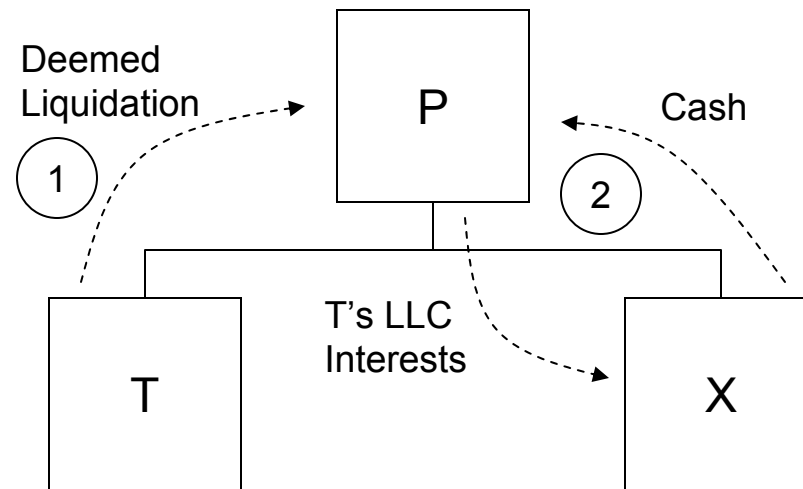 Deemed
Liquidation
P
Cash
1
2
T's LLC
Interests
T
X